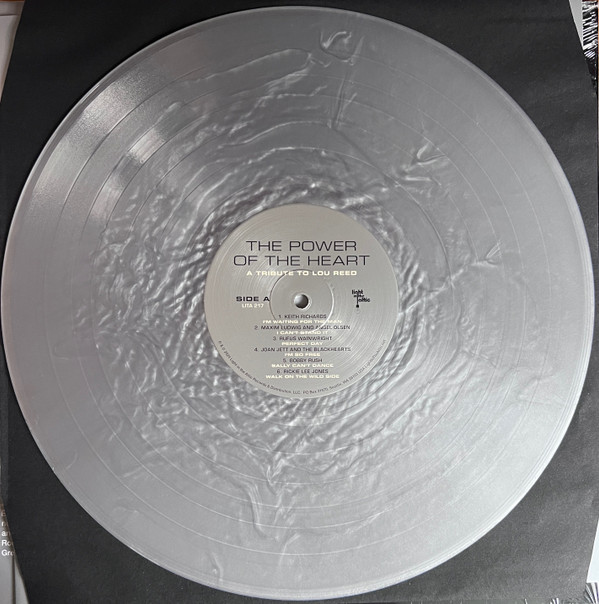 THE POWER
OF THE HEART
A TRIBUTE TO LOU REED
SIDE A
LITA 217
light
in the
attic
1. KEITH RICHARDS
I'M WAITING FOR THE MAN
2. MAXIM LUDWIG AND ANGEL OLSEN
I CAN'T STAND IT
3. RUFUS WAINWRIGHT
PERFECT DAY
4. JOAN JETT AND THE BLACKHEARTS
I'M SO FREE
5. BOBBY RUSH
SALLY CAN'T DANCE
6. RICKIE LEE JONES
WALK ON THE WILD SIDE